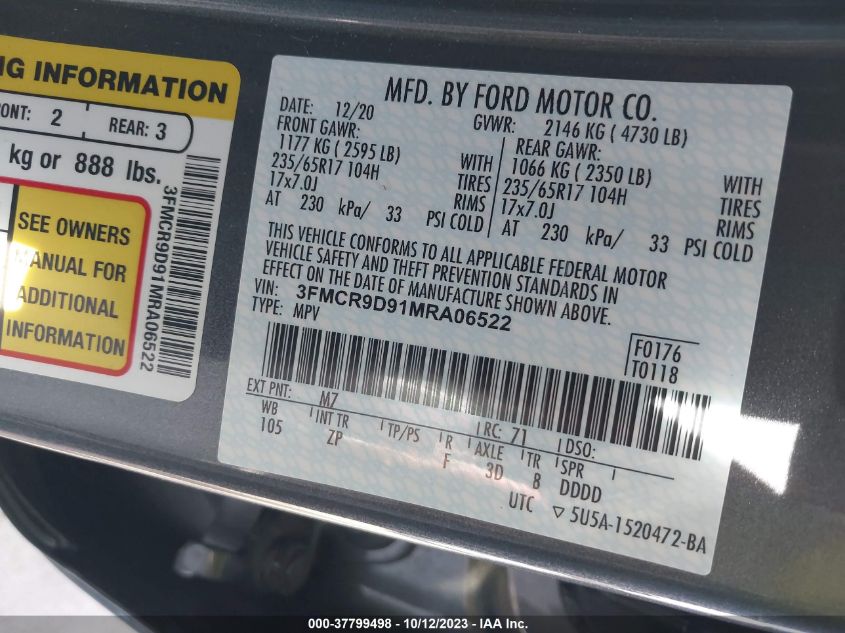 NG INFORMATION
ONT: 2 REAR: 3
kg or 888 lbs.
SEE OWNERS
MANUAL FOR
ADDITIONAL
INFORMATION
3FMCR9D91MRA06522
MFD. BY FORD MOTOR CO.
DATE: 12/20 GVWR: 2146 KG ( 4730 LB)
FRONT GAWR: REAR GAWR:
1177 KG ( 2595 LB) WITH 1066 KG ( 2350 LB) WITH
235/65R17 104H TIRES 235/65R17 104H TIRES
17x7.0J RIMS 17x7.0J RIMS
AT 230 kPa/ 33 PSI COLD AT 230 kPa/ 33 PSI COLD
THIS VEHICLE CONFORMS TO ALL APPLICABLE FEDERAL MOTOR
VEHICLE SAFETY AND THEFT PREVENTION STANDARDS IN
EFFECT ON THE DATE OF MANUFACTURE SHOWN ABOVE.
VIN: 3FMCR9D91MRA06522
TYPE: MPV
F0176
T0118
EXT PNT: M7 RC: 71 DSO:
WB INT TR TP/PS R AXLE TR SPR
105 ZP F 3D B DDDD
UTC ▽ 5U5A-1520472-BA
000-37799498 - 10/12/2023 - IAA Inc.